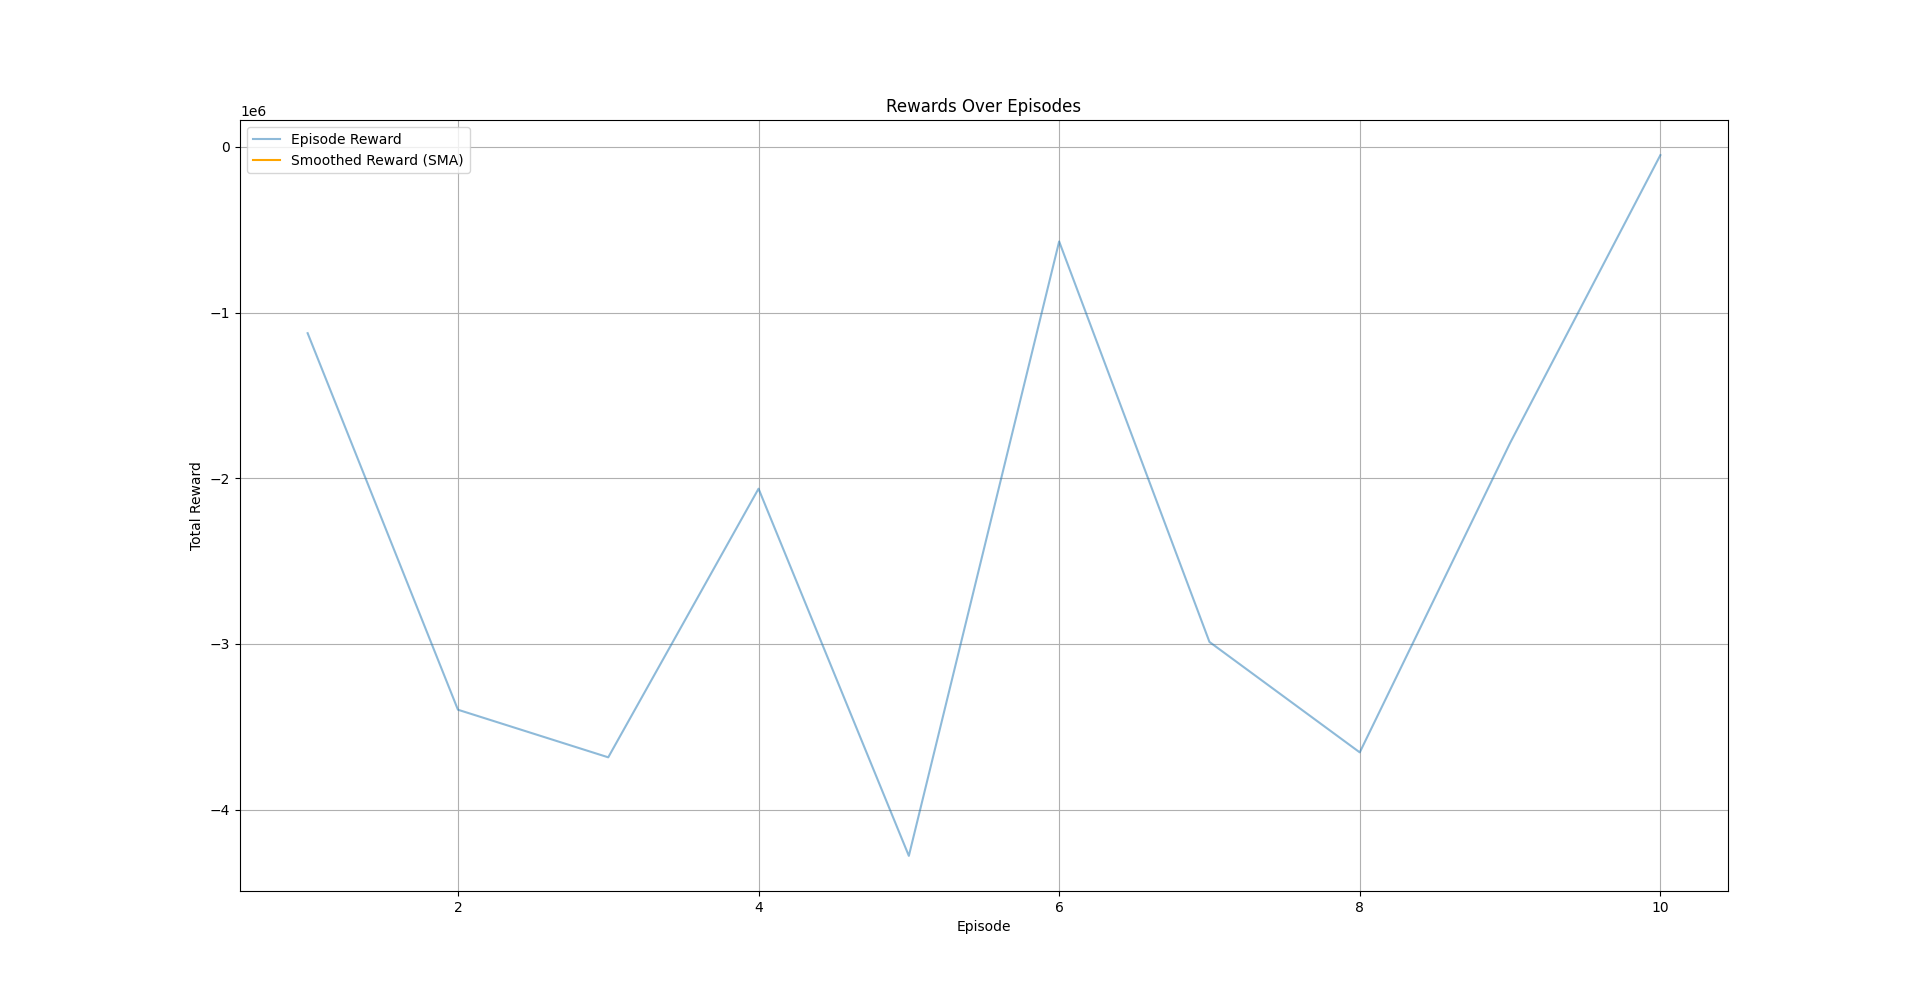 Rewards Over Episodes
1e6
Episode Reward
Smoothed Reward (SMA)
0
−1
−2
−3
−4
Total Reward
2
4
6
8
10
Episode